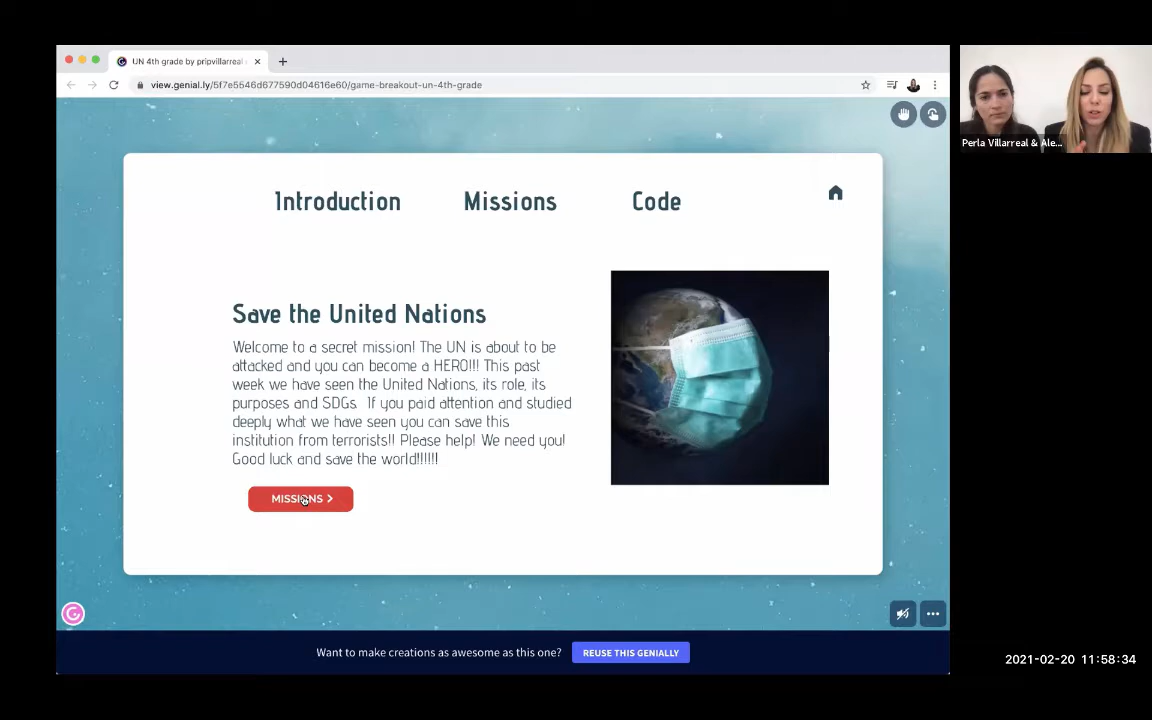 UN 4th grade by pripvillarreal
view.genial.ly/5f7e5546d677590d04616e60/game-breakout-un-4th-grade
Perla Villarreal & Ale...
Introduction Missions Code
Save the United Nations
Welcome to a secret mission! The UN is about to be
attacked and you can become a HERO!!! This past
week we have seen the United Nations, its role, its
purposes and SDGs. If you paid attention and studied
deeply what we have seen you can save this
institution from terrorists!! Please help! We need you!
Good luck and save the world!!!!!!
MISSIONS
Want to make creations as awesome as this one? REUSE THIS GENIALLY
2021-02-20 11:58:34